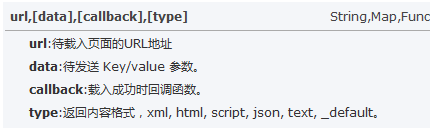 url,[data],[callback],[type] String,Map,Func
url:待载入页面的URL地址
data:待发送 Key/value 参数。
callback:载入成功时回调函数。
type:返回内容格式，xml, html, script, json, text, _default。